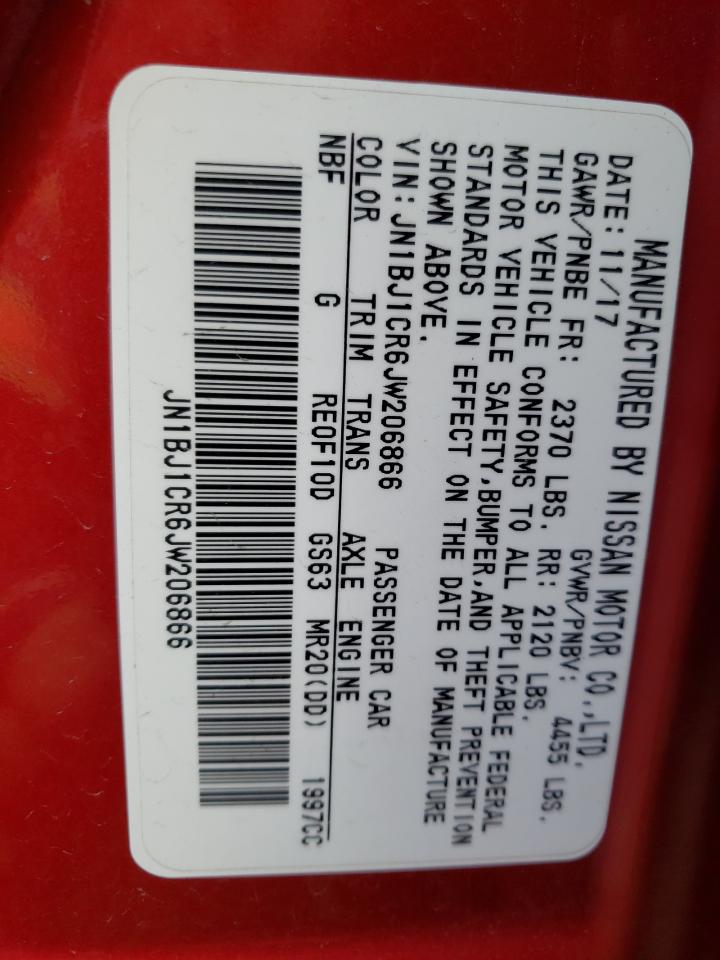 MANUFACTURED BY NISSAN MOTOR CO.,LTD.
DATE: 11/17 GVWR/PNBV: 4455 LBS.
GAWR/PNBE FR: 2370 LBS. RR: 2120 LBS.
THIS VEHICLE CONFORMS TO ALL APPLICABLE FEDERAL
MOTOR VEHICLE SAFETY,BUMPER,AND THEFT PREVENTION
STANDARDS IN EFFECT ON THE DATE OF MANUFACTURE
SHOWN ABOVE.
VIN:JN1BJ1CR6JW206866 PASSENGER CAR
COLOR TRIM TRANS AXLE ENGINE
NBF G RE0F10D GS63 MR20(DD) 1997CC
JN1BJ1CR6JW206866